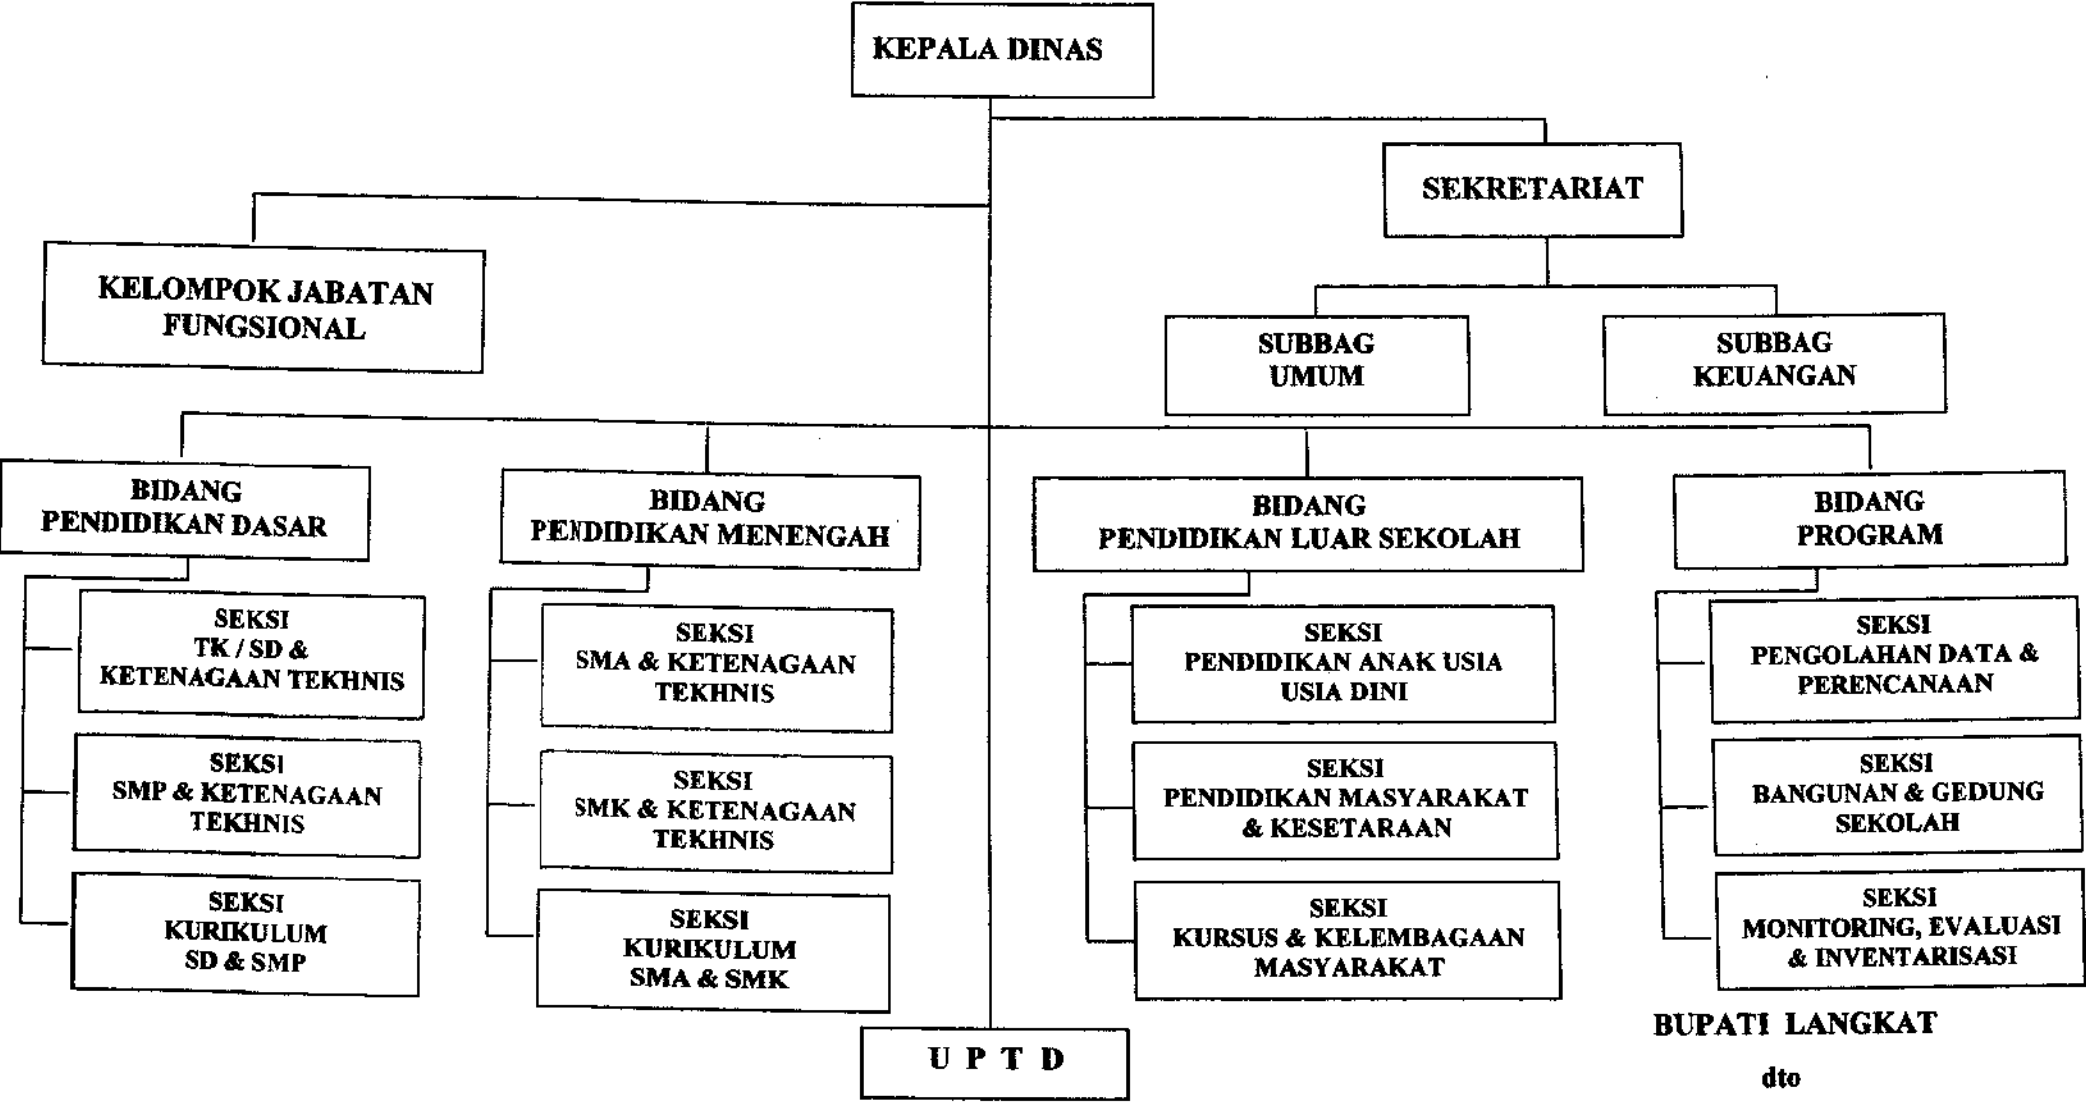 KEPALA DINAS
SEKRETARIAT
KELOMPOK JABATAN
FUNGSIONAL
SUBBAG
UMUM
SUBBAG
KEUANGAN
BIDANG
PENDIDIKAN DASAR
BIDANG
PENDIDIKAN MENENGAH
BIDANG
PENDIDIKAN LUAR SEKOLAH
BIDANG
PROGRAM
SEKSI
TK / SD &
KETENAGAAN TEKHNIS
SEKSI
SMP & KETENAGAAN
TEKHNIS
SEKSI
KURIKULUM
SD & SMP
SEKSI
SMA & KETENAGAAN
TEKHNIS
SEKSI
SMK & KETENAGAAN
TEKHNIS
SEKSI
KURIKULUM
SMA & SMK
SEKSI
PENDIDIKAN ANAK USIA
USIA DINI
SEKSI
PENDIDIKAN MASYARAKAT
& KESETARAAN
SEKSI
KURSUS & KELEMBAGAAN
MASYARAKAT
SEKSI
PENGOLAHAN DATA &
PERENCANAAN
SEKSI
BANGUNAN & GEDUNG
SEKOLAH
SEKSI
MONITORING, EVALUASI
& INVENTARISASI
U P T D
BUPATI LANGKAT
dto